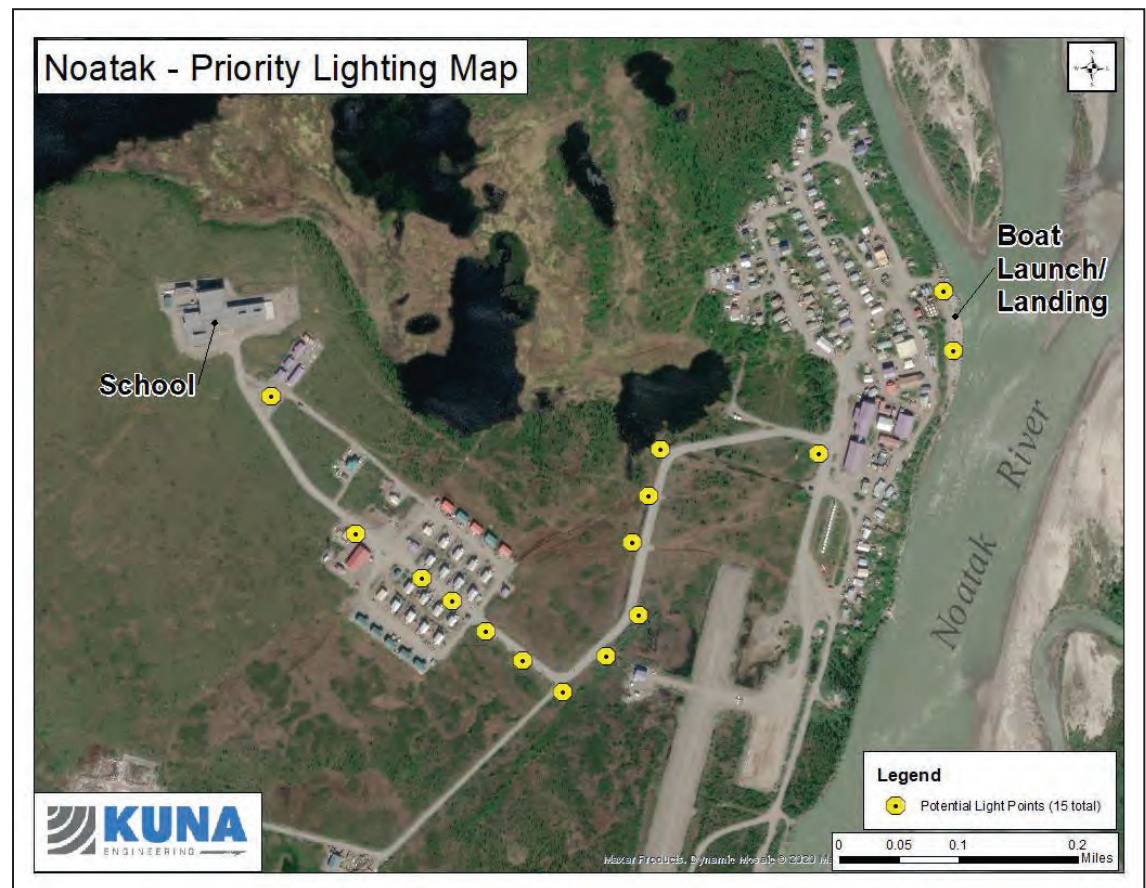 Noatak - Priority Lighting Map
Boat
Launch/
Landing
School
Noatak River
Legend
Potential Light Points (15 total)
KUNA
ENGINEERING
0 0.05 0.1 0.2
Miles
Maxar Products. Dynamic Mosaic © 2020 M